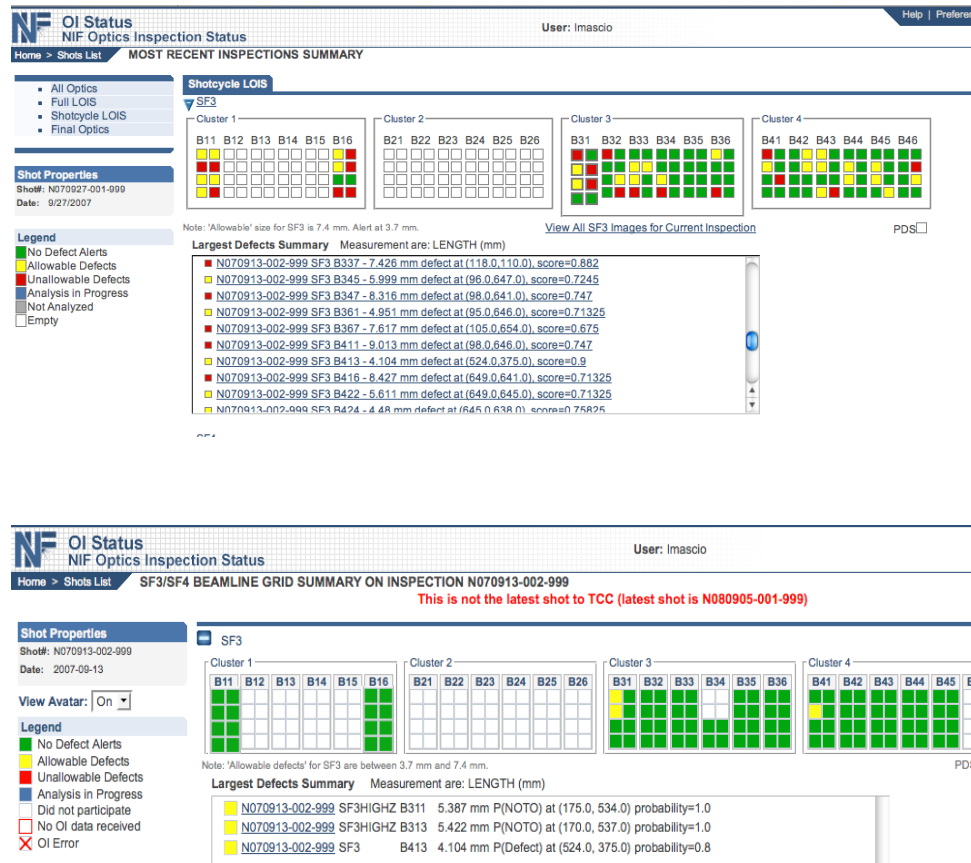 NIF OI Status
NIF Optics Inspection Status
User: lmascio
Help | Preferen
Home > Shots List MOST RECENT INSPECTIONS SUMMARY
All Optics
Full LOIS
Shotcycle LOIS
Final Optics
Shot Properties
Shot#: N070927-001-999
Date: 9/27/2007
Legend
No Defect Alerts
Allowable Defects
Unallowable Defects
Analysis in Progress
Not Analyzed
Empty
Shotcycle LOIS
SF3
Cluster 1 Cluster 2 Cluster 3 Cluster 4
B11 B12 B13 B14 B15 B16 B21 B22 B23 B24 B25 B26 B31 B32 B33 B34 B35 B36 B41 B42 B43 B44 B45 B46
Note: 'Allowable' size for SF3 is 7.4 mm. Alert at 3.7 mm.
View All SF3 Images for Current Inspection
PDS
Largest Defects Summary Measurement are: LENGTH (mm)
N070913-002-999 SF3 B337 - 7.426 mm defect at (118.0,110.0), score=0.882
N070913-002-999 SF3 B345 - 5.999 mm defect at (96.0,647.0), score=0.7245
N070913-002-999 SF3 B347 - 8.316 mm defect at (98.0,641.0), score=0.747
N070913-002-999 SF3 B361 - 4.951 mm defect at (95.0,646.0), score=0.71325
N070913-002-999 SF3 B367 - 7.617 mm defect at (105.0,654.0), score=0.675
N070913-002-999 SF3 B411 - 9.013 mm defect at (98.0,646.0), score=0.747
N070913-002-999 SF3 B413 - 4.104 mm defect at (524.0,375.0), score=0.9
N070913-002-999 SF3 B416 - 8.427 mm defect at (649.0,641.0), score=0.71325
N070913-002-999 SF3 B422 - 5.611 mm defect at (649.0,645.0), score=0.71325
N070913-002-999 SF3 B424 - 4.48 mm defect at (645.0,638.0), score=0.75825
NIF OI Status
NIF Optics Inspection Status
User: lmascio
Home > Shots List SF3/SF4 BEAMLINE GRID SUMMARY ON INSPECTION N070913-002-999
This is not the latest shot to TCC (latest shot is N080905-001-999)
Shot Properties
Shot#: N070913-002-999
Date: 2007-09-13
View Avatar: On
Legend
No Defect Alerts
Allowable Defects
Unallowable Defects
Analysis in Progress
Did not participate
No OI data received
OI Error
SF3
Cluster 1 Cluster 2 Cluster 3 Cluster 4
B11 B12 B13 B14 B15 B16 B21 B22 B23 B24 B25 B26 B31 B32 B33 B34 B35 B36 B41 B42 B43 B44 B45
Note: 'Allowable defects' for SF3 are between 3.7 mm and 7.4 mm.
PDS
Largest Defects Summary Measurement are: LENGTH (mm)
N070913-002-999 SF3HIGHZ B311 5.387 mm P(NOTO) at (175.0, 534.0) probability=1.0
N070913-002-999 SF3HIGHZ B313 5.422 mm P(NOTO) at (170.0, 537.0) probability=1.0
N070913-002-999 SF3 B413 4.104 mm P(Defect) at (524.0, 375.0) probability=0.8